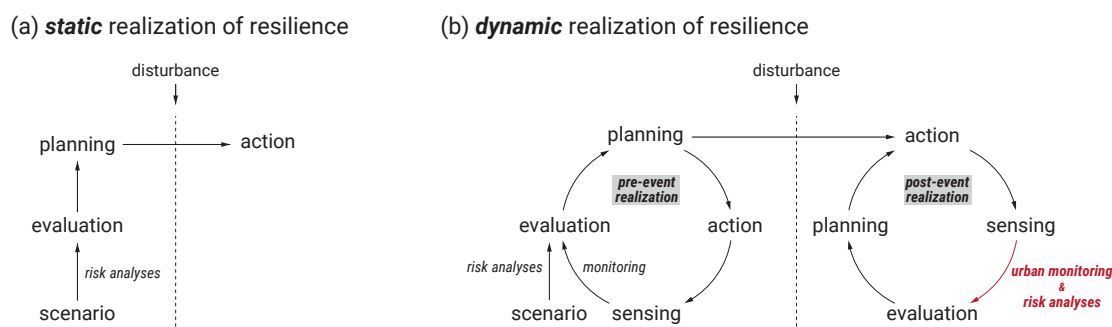 (a) static realization of resilience
disturbance
planning
action
evaluation
risk analyses
scenario
(b) dynamic realization of resilience
disturbance
planning
action
pre-event
realization
post-event
realization
evaluation
action
planning
sensing
risk analyses
monitoring
urban monitoring
&
risk analyses
scenario
sensing
evaluation